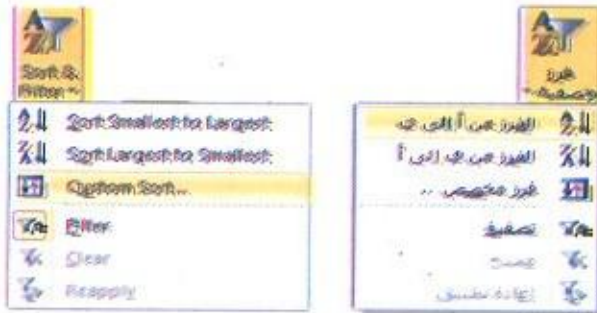 Sort &
Filter
Sort Smallest to Largest
Sort Largest to Smallest
Custom Sort...
Filter
Clear
Reapply
فرز
وتصفية
الفرز من أ إلى ي
الفرز من ي إلى أ
فرز مخصص ..
تصفية
مسح
إعادة تطبيق